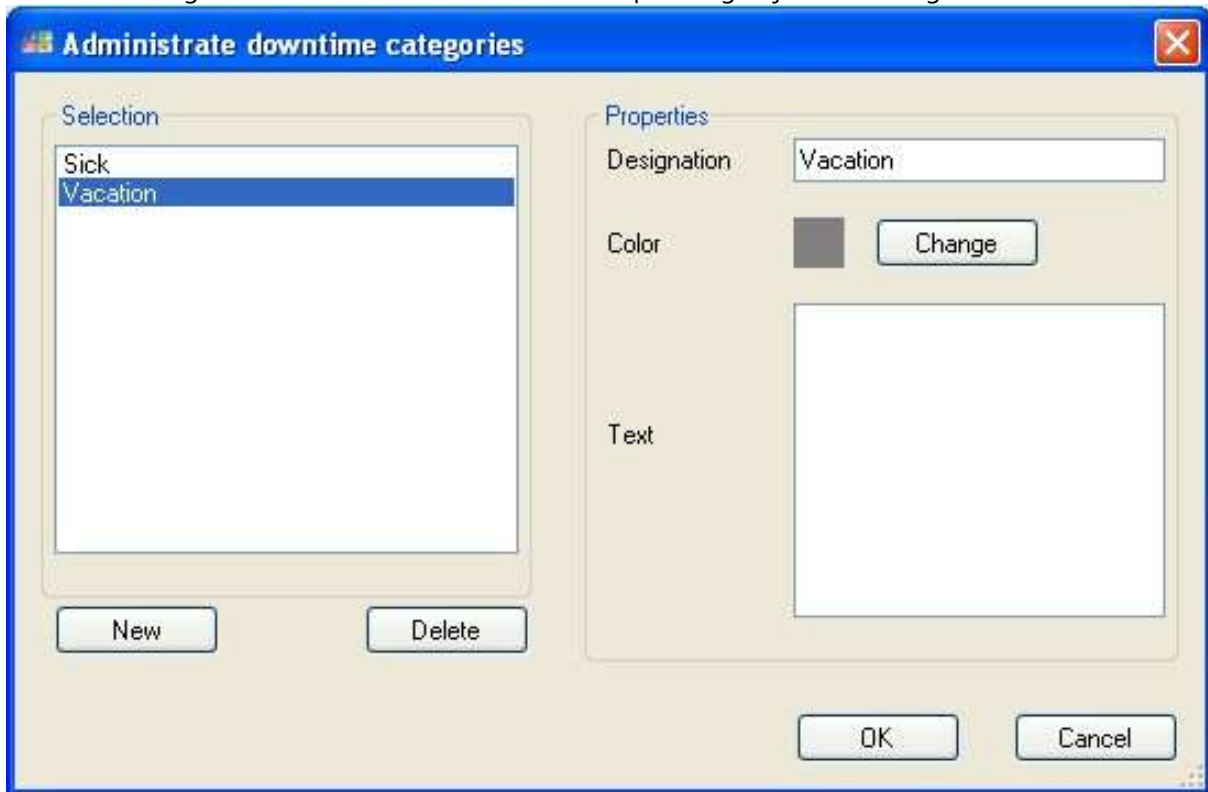 Administrate downtime categories
Selection
Sick
Vacation
New
Delete
Properties
Designation
Vacation
Color
Change
Text
OK
Cancel